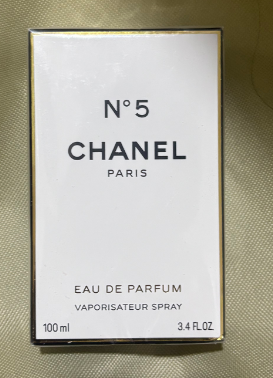 N°5
CHANEL
PARIS
EAU DE PARFUM
VAPORISATEUR SPRAY
100 ml 3.4 FL.OZ.